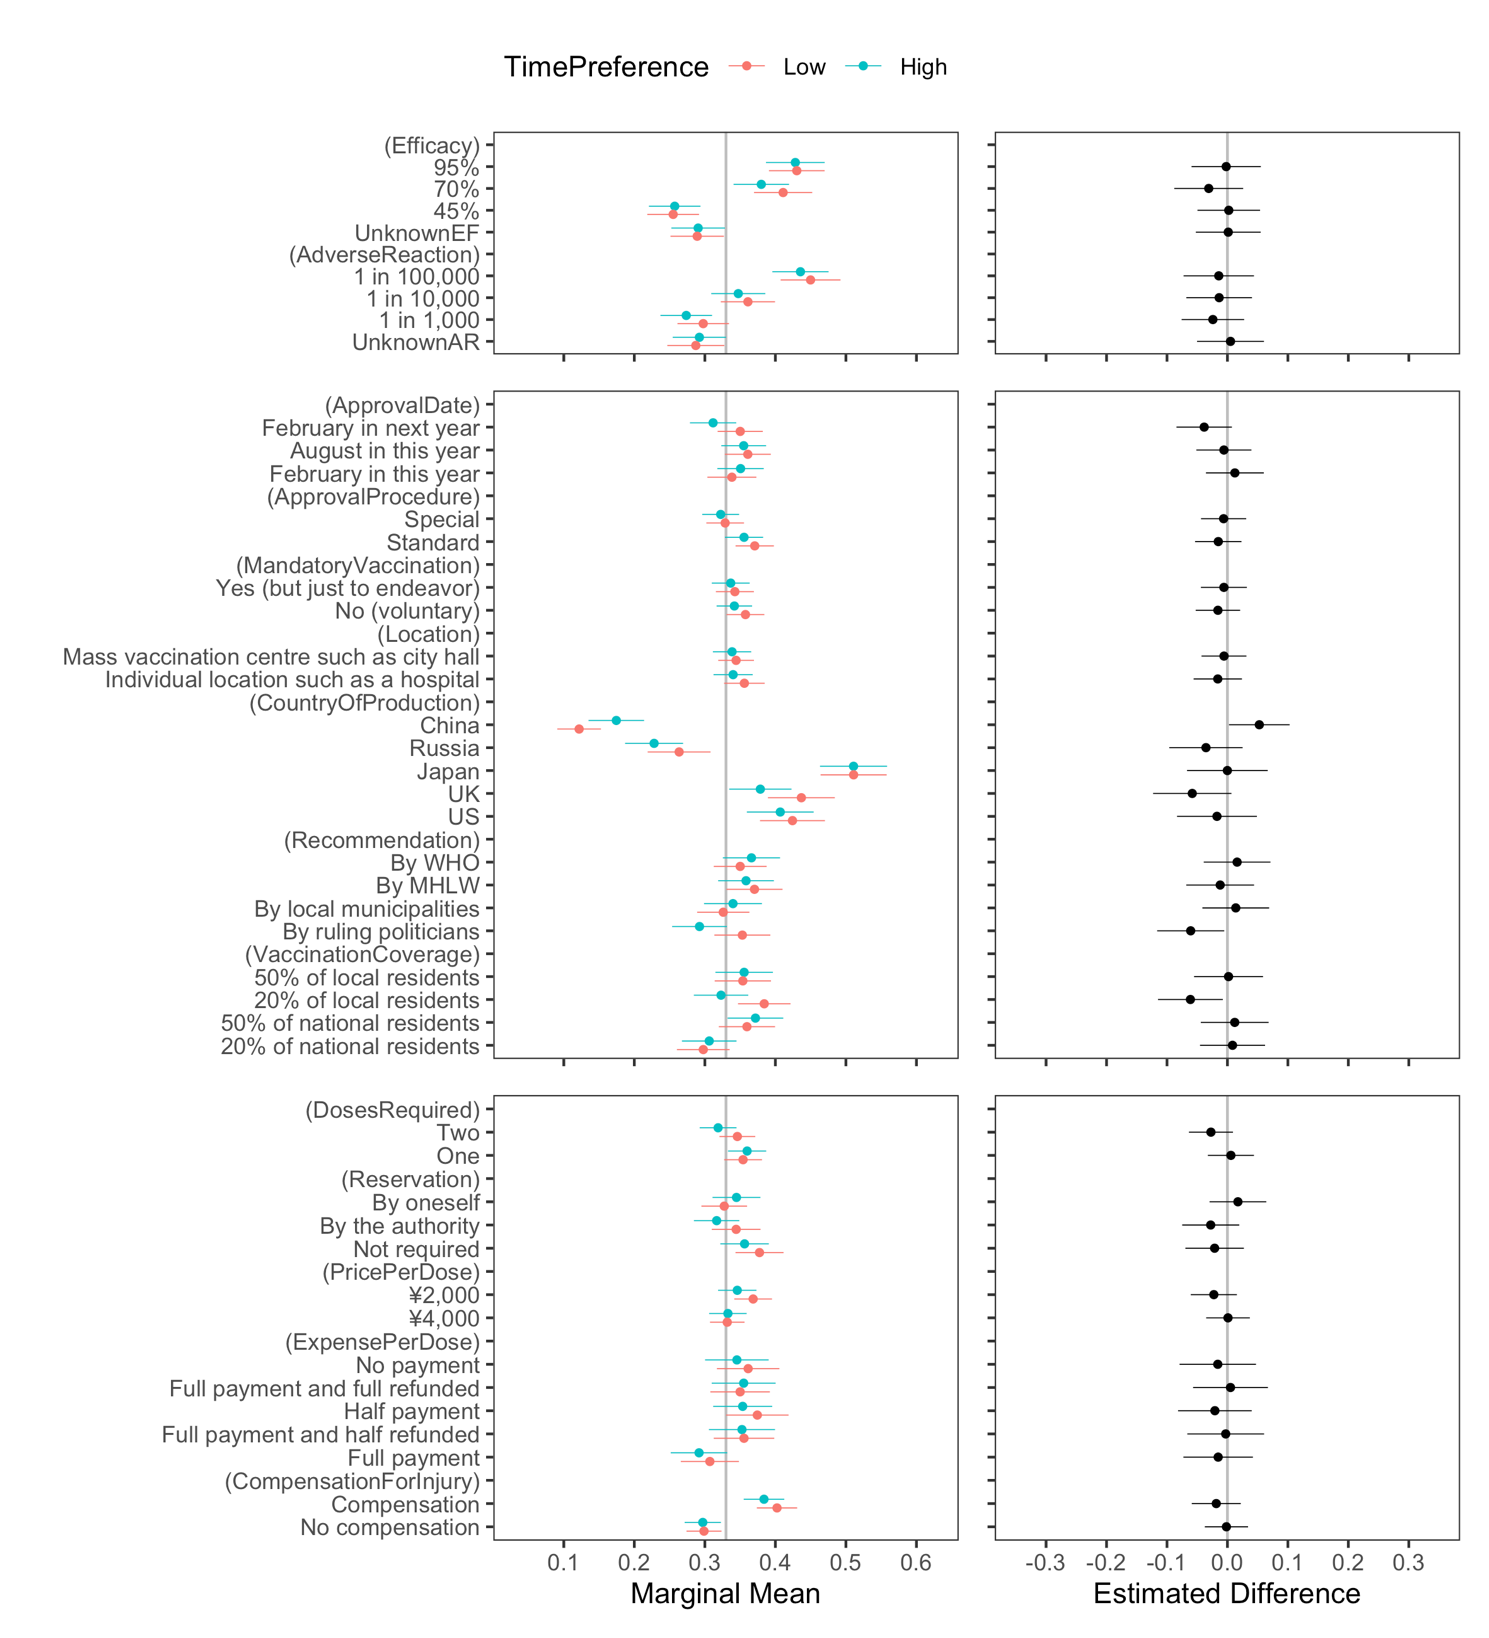 TimePreference Low High
(Efficacy)
95%
70%
45%
UnknownEF
(AdverseReaction)
1 in 100,000
1 in 10,000
1 in 1,000
UnknownAR
(ApprovalDate)
February in next year
August in this year
February in this year
(ApprovalProcedure)
Special
Standard
(MandatoryVaccination)
Yes (but just to endeavor)
No (voluntary)
(Location)
Mass vaccination centre such as city hall
Individual location such as a hospital
(CountryOfProduction)
China
Russia
Japan
UK
US
(Recommendation)
By WHO
By MHLW
By local municipalities
By ruling politicians
(VaccinationCoverage)
50% of local residents
20% of local residents
50% of national residents
20% of national residents
(DosesRequired)
Two
One
(Reservation)
By oneself
By the authority
Not required
(PricePerDose)
¥2,000
¥4,000
(ExpensePerDose)
No payment
Full payment and full refunded
Half payment
Full payment and half refunded
Full payment
(CompensationForInjury)
Compensation
No compensation
0.1 0.2 0.3 0.4 0.5 0.6 -0.3 -0.2 -0.1 0.0 0.1 0.2 0.3
Marginal Mean Estimated Difference